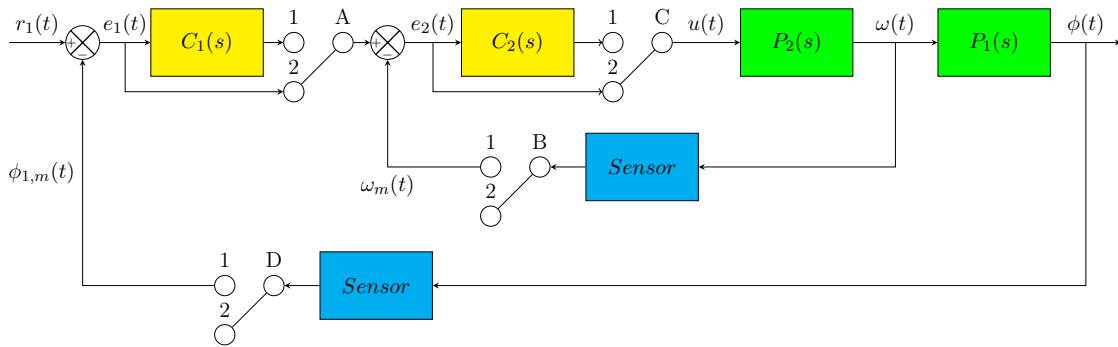 r₁(t)
+
−
e₁(t)
C₁(s)
1
2
A
+
−
e₂(t)
C₂(s)
1
2
C
u(t)
P₂(s)
ω(t)
P₁(s)
ϕ(t)
ϕ₁,ₘ(t)
ωₘ(t)
1
2
B
Sensor
1
2
D
Sensor